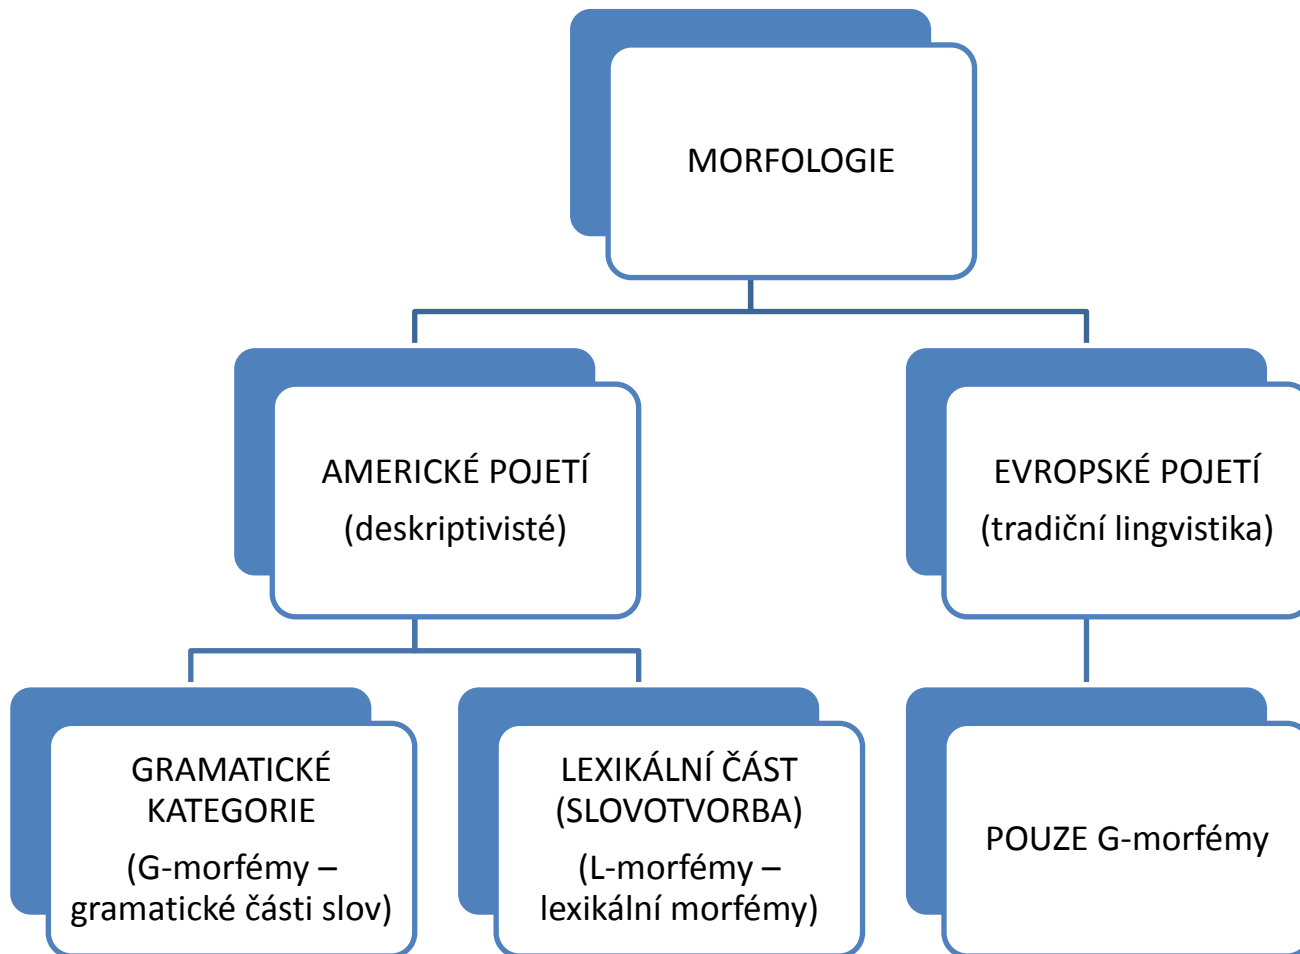 MORFOLOGIE
AMERICKÉ POJETÍ
(deskriptivisté)
EVROPSKÉ POJETÍ
(tradiční lingvistika)
GRAMATICKÉ
KATEGORIE
(G-morfémy –
gramatické části slov)
LEXIKÁLNÍ ČÁST
(SLOVOTVORBA)
(L-morfémy –
lexikální morfémy)
POUZE G-morfémy